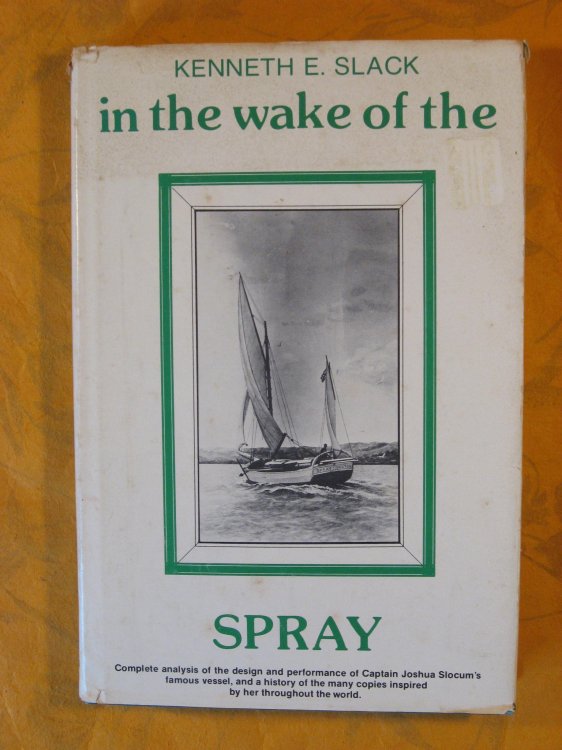 KENNETH E. SLACK
in the wake of the
SPRAY
Complete analysis of the design and performance of Captain Joshua Slocum's
famous vessel, and a history of the many copies inspired
by her throughout the world.